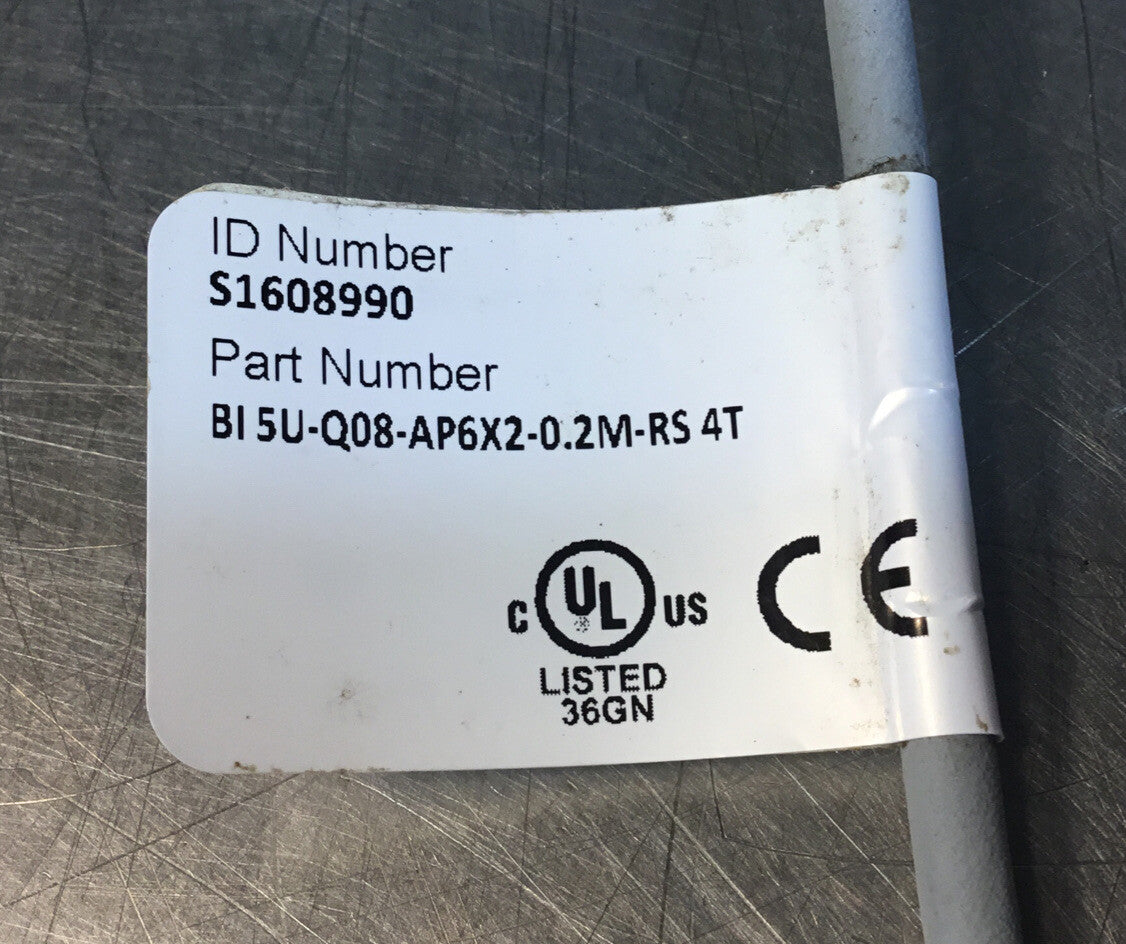 ID Number
S1608990
Part Number
BI 5U-Q08-AP6X2-0.2M-RS 4T
C UL US CE
LISTED
36GN